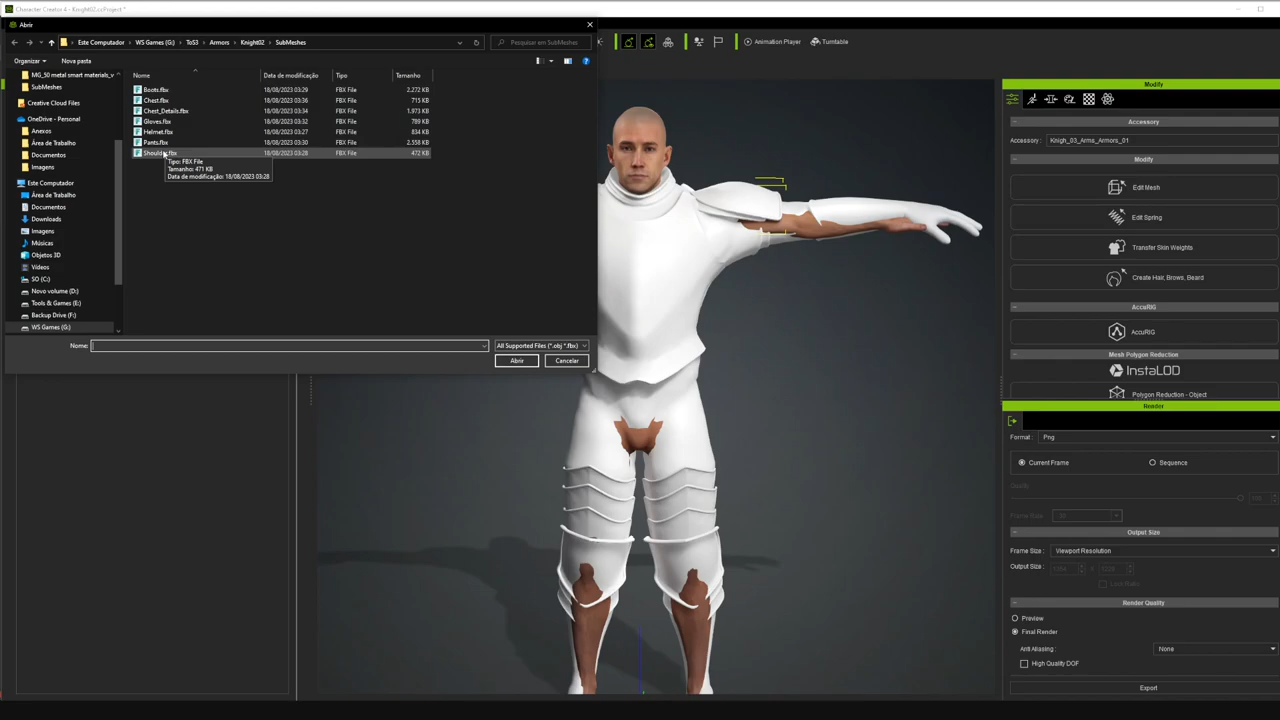 Character Creator 4 - Knight02.ccProject *
Abrir
Este Computador > WS Games (G:) > ToS3 > Armors > Knight02 > SubMeshes
Pesquisar em SubMeshes
Animation Player
Turntable
Organizar
Nova pasta
MG_50 metal smart materials_v
SubMeshes
Creative Cloud Files
OneDrive - Personal
Anexos
Área de Trabalho
Documentos
Imagens
Este Computador
Área de Trabalho
Documentos
Downloads
Imagens
Músicas
Objetos 3D
Vídeos
SO (C:)
Novo volume (D:)
Tools & Games (E:)
Backup Drive (F:)
WS Games (G:)
Nome Data de modificação Tipo Tamanho
Boots.fbx 18/08/2023 03:29 FBX File 2.272 KB
Chest.fbx 18/08/2023 03:36 FBX File 715 KB
Chest_Details.fbx 18/08/2023 03:34 FBX File 1.973 KB
Gloves.fbx 18/08/2023 03:32 FBX File 789 KB
Helmet.fbx 18/08/2023 03:27 FBX File 834 KB
Pants.fbx 18/08/2023 03:30 FBX File 2.558 KB
18/08/2023 03:28 FBX File 472 KB
Tipo: FBX File
Tamanho: 471 KB
Data de modificação: 18/08/2023 03:28
Nome:
All Supported Files (*.obj *.fbx)
Abrir
Cancelar
Modify
Accessory
Accessory : Knigh_03_Arms_Armors_01
Modify
Edit Mesh
Edit Spring
Transfer Skin Weights
Create Hair, Brows, Beard
AccuRIG
AccuRIG
Mesh Polygon Reduction
InstaLOD
Polygon Reduction - Object
Render
Format : Png
Current Frame
Sequence
Quality
Frame Rate :
Output Size
Frame Size : Viewport Resolution
Output Size :
Lock Ratio
Render Quality
Preview
Final Render
Anti Aliasing : None
High Quality DOF
Export